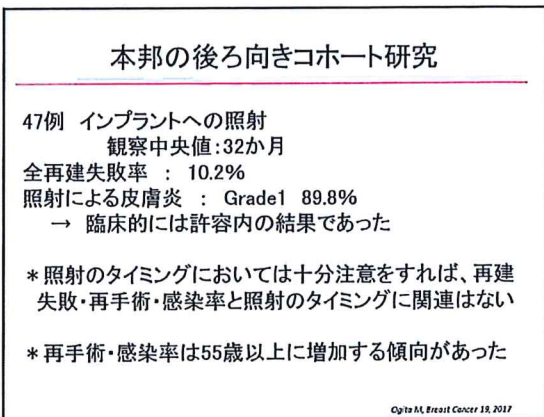 本邦の後ろ向きコホート研究
47例 インプラントへの照射
観察中央値:32か月
全再建失敗率 : 10.2%
照射による皮膚炎 : Grade1 89.8%
→ 臨床的には許容内の結果であった
*照射のタイミングにおいては十分注意をすれば、再建
失敗・再手術・感染率と照射のタイミングに関連はない
*再手術・感染率は55歳以上に増加する傾向があった
Ogita M, Breast Cancer 19, 2017